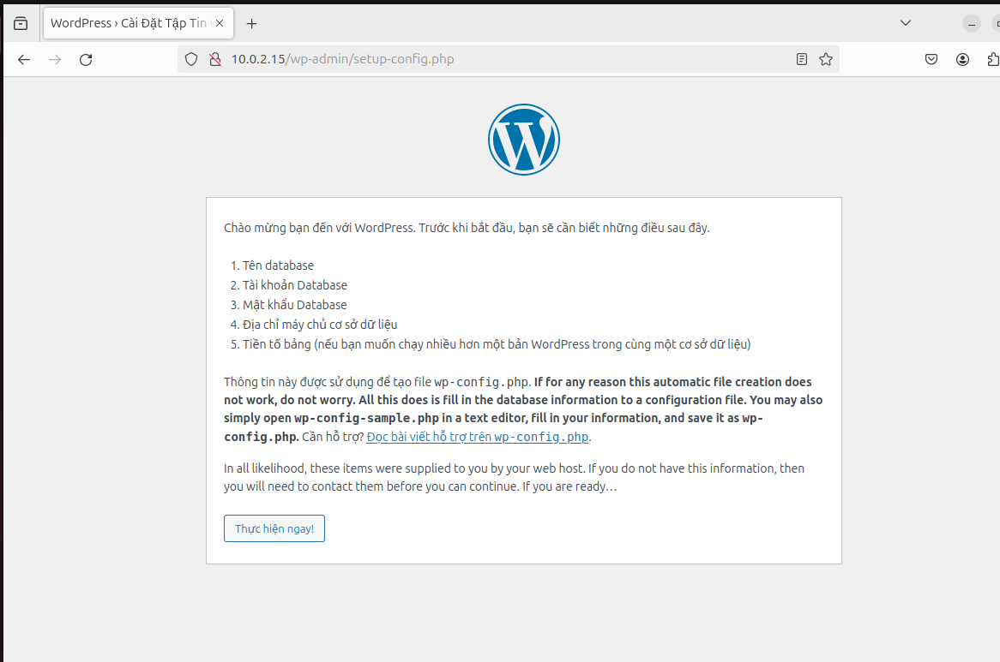 WordPress › Cài Đặt Tập Tin
10.0.2.15/wp-admin/setup-config.php
Chào mừng bạn đến với WordPress. Trước khi bắt đầu, bạn sẽ cần biết những điều sau đây.
1. Tên database
2. Tài khoản Database
3. Mật khẩu Database
4. Địa chỉ máy chủ cơ sở dữ liệu
5. Tiền tố bảng (nếu bạn muốn chạy nhiều hơn một bản WordPress trong cùng một cơ sở dữ liệu)
Thông tin này được sử dụng để tạo file wp-config.php. If for any reason this automatic file creation does
not work, do not worry. All this does is fill in the database information to a configuration file. You may also
simply open wp-config-sample.php in a text editor, fill in your information, and save it as wp-
config.php. Cần hỗ trợ? Đọc bài viết hỗ trợ trên wp-config.php.
In all likelihood, these items were supplied to you by your web host. If you do not have this information, then
you will need to contact them before you can continue. If you are ready…
Thực hiện ngay!